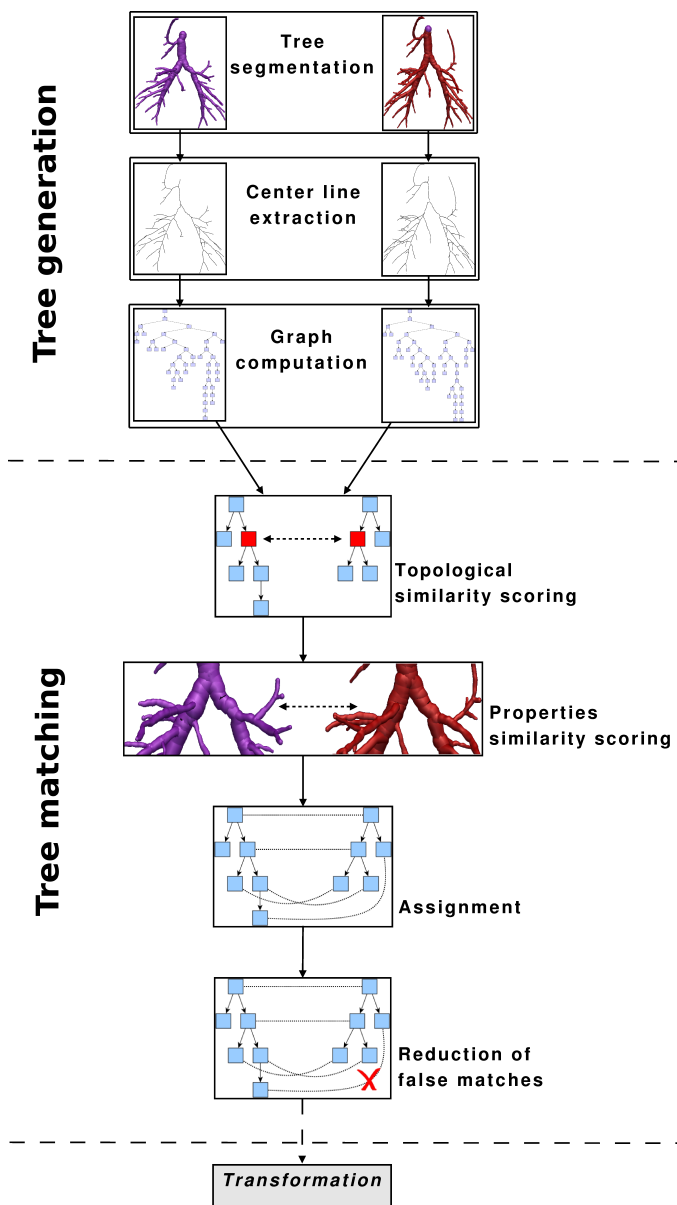 Tree generation
Tree
segmentation
Center line
extraction
Graph
computation
Tree matching
Topological
similarity scoring
Properties
similarity scoring
Assignment
Reduction of
false matches
Transformation